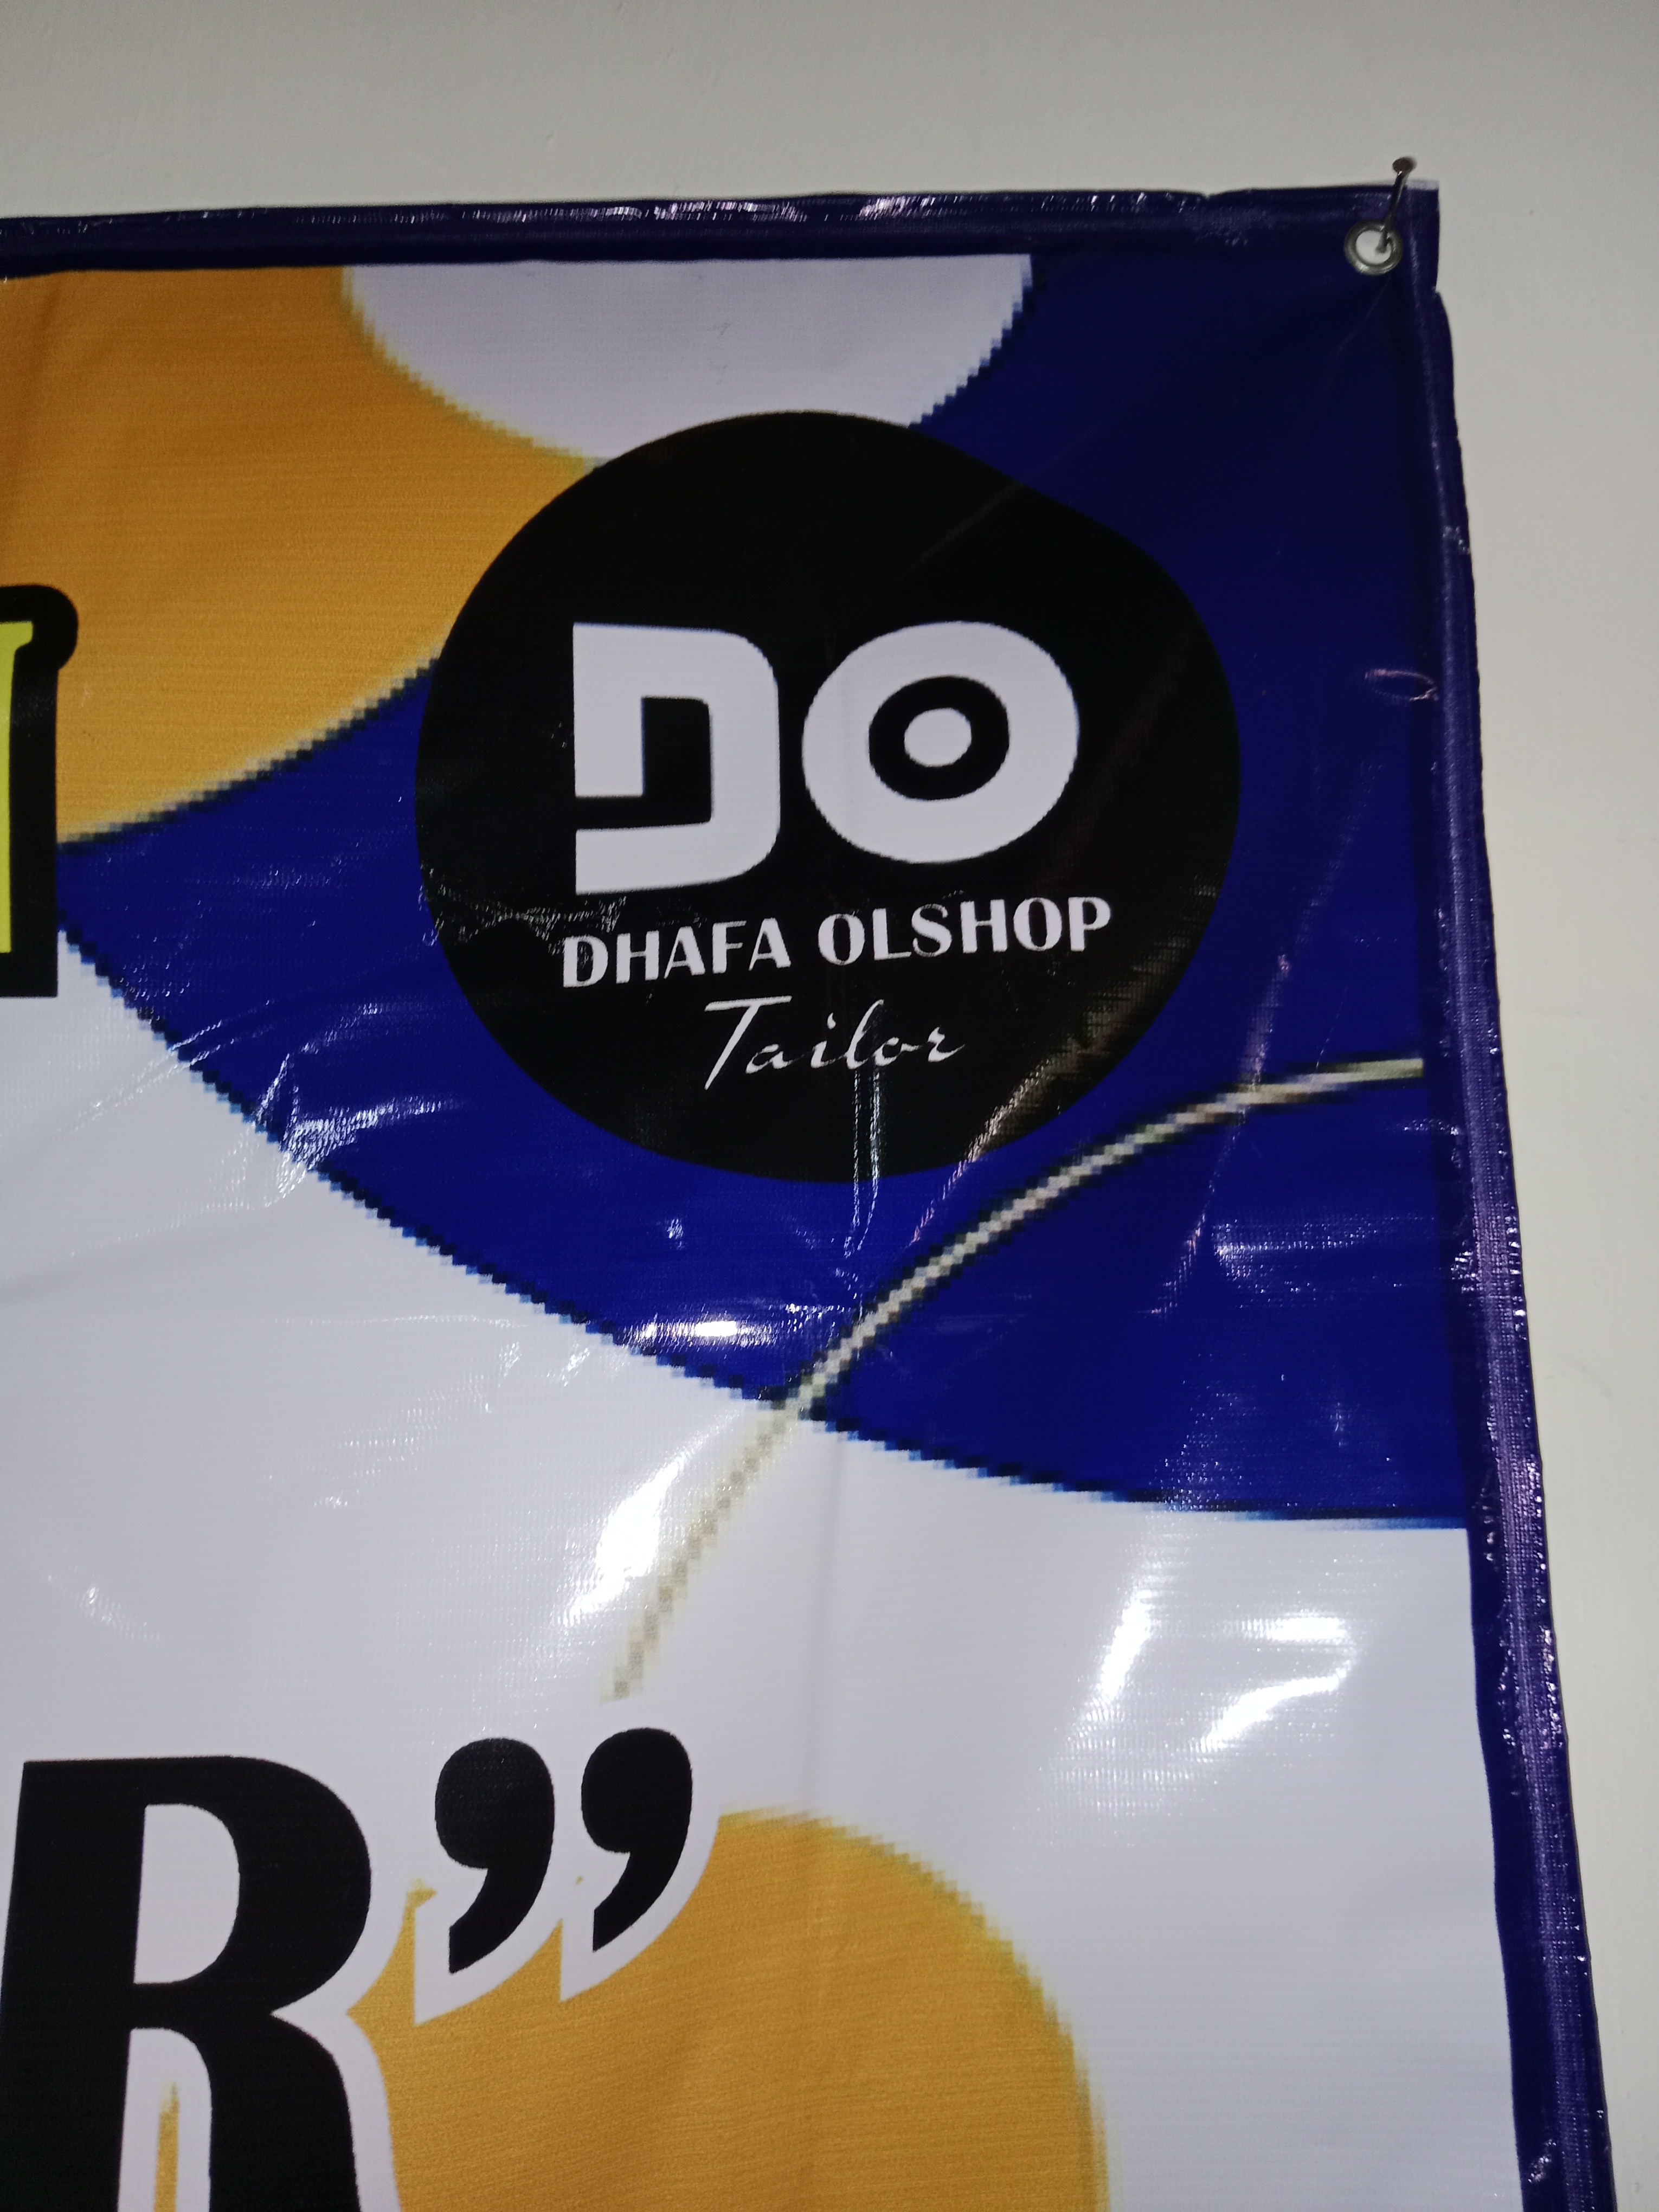 DO
DHAFA OLSHOP
Tailor
R”